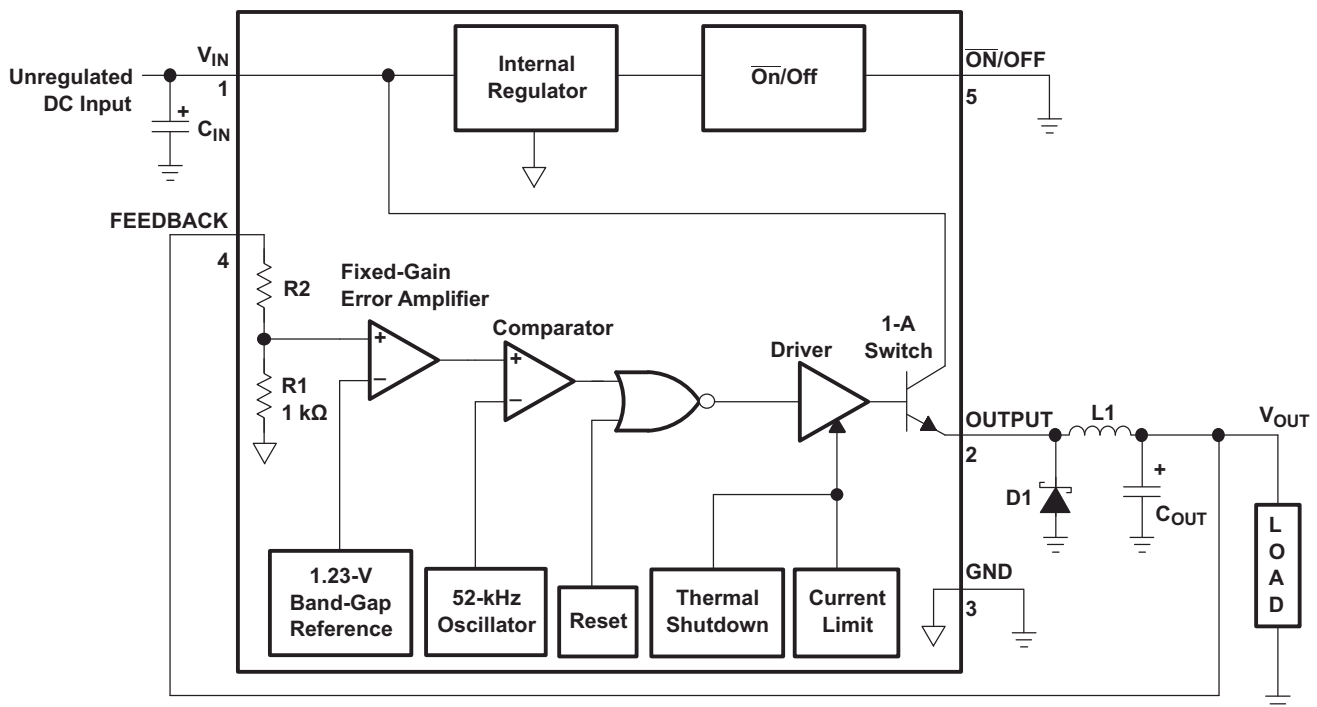 Unregulated
DC Input
V_IN
1
+
C_IN
Internal
Regulator
O̅n̅/Off
O̅N̅/OFF
5
FEEDBACK
4
R2
R1
1 kΩ
Fixed-Gain
Error Amplifier
+
−
Comparator
+
−
Driver
1-A
Switch
OUTPUT
2
L1
V_OUT
D1
+
C_OUT
L
O
A
D
GND
3
1.23-V
Band-Gap
Reference
52-kHz
Oscillator
Reset
Thermal
Shutdown
Current
Limit